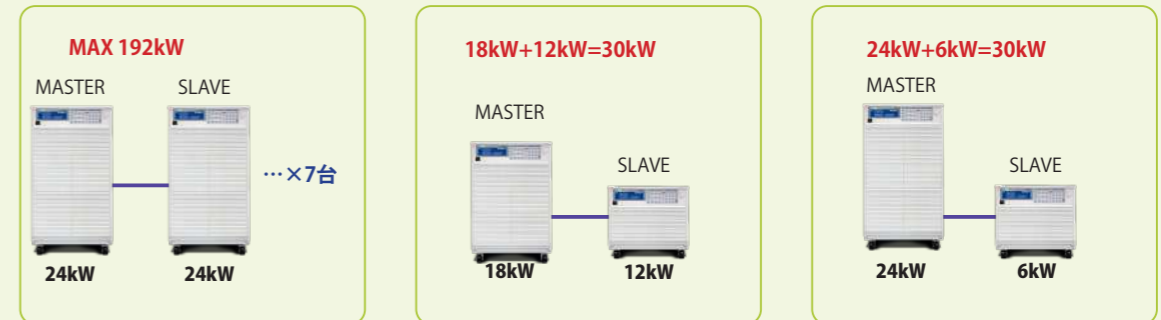 MAX 192kW
MASTER
SLAVE
…×7台
24kW
24kW
18kW+12kW=30kW
MASTER
SLAVE
18kW
12kW
24kW+6kW=30kW
MASTER
SLAVE
24kW
6kW